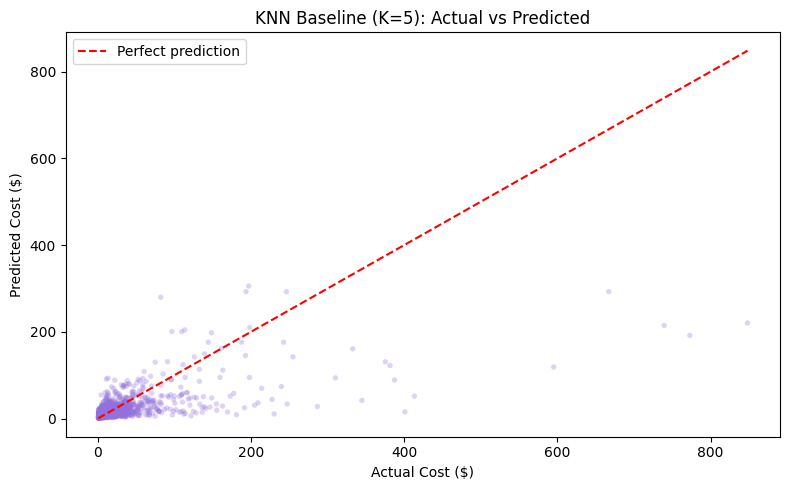 KNN Baseline (K=5): Actual vs Predicted
Perfect prediction
Predicted Cost ($)
800
600
400
200
0
0 200 400 600 800
Actual Cost ($)